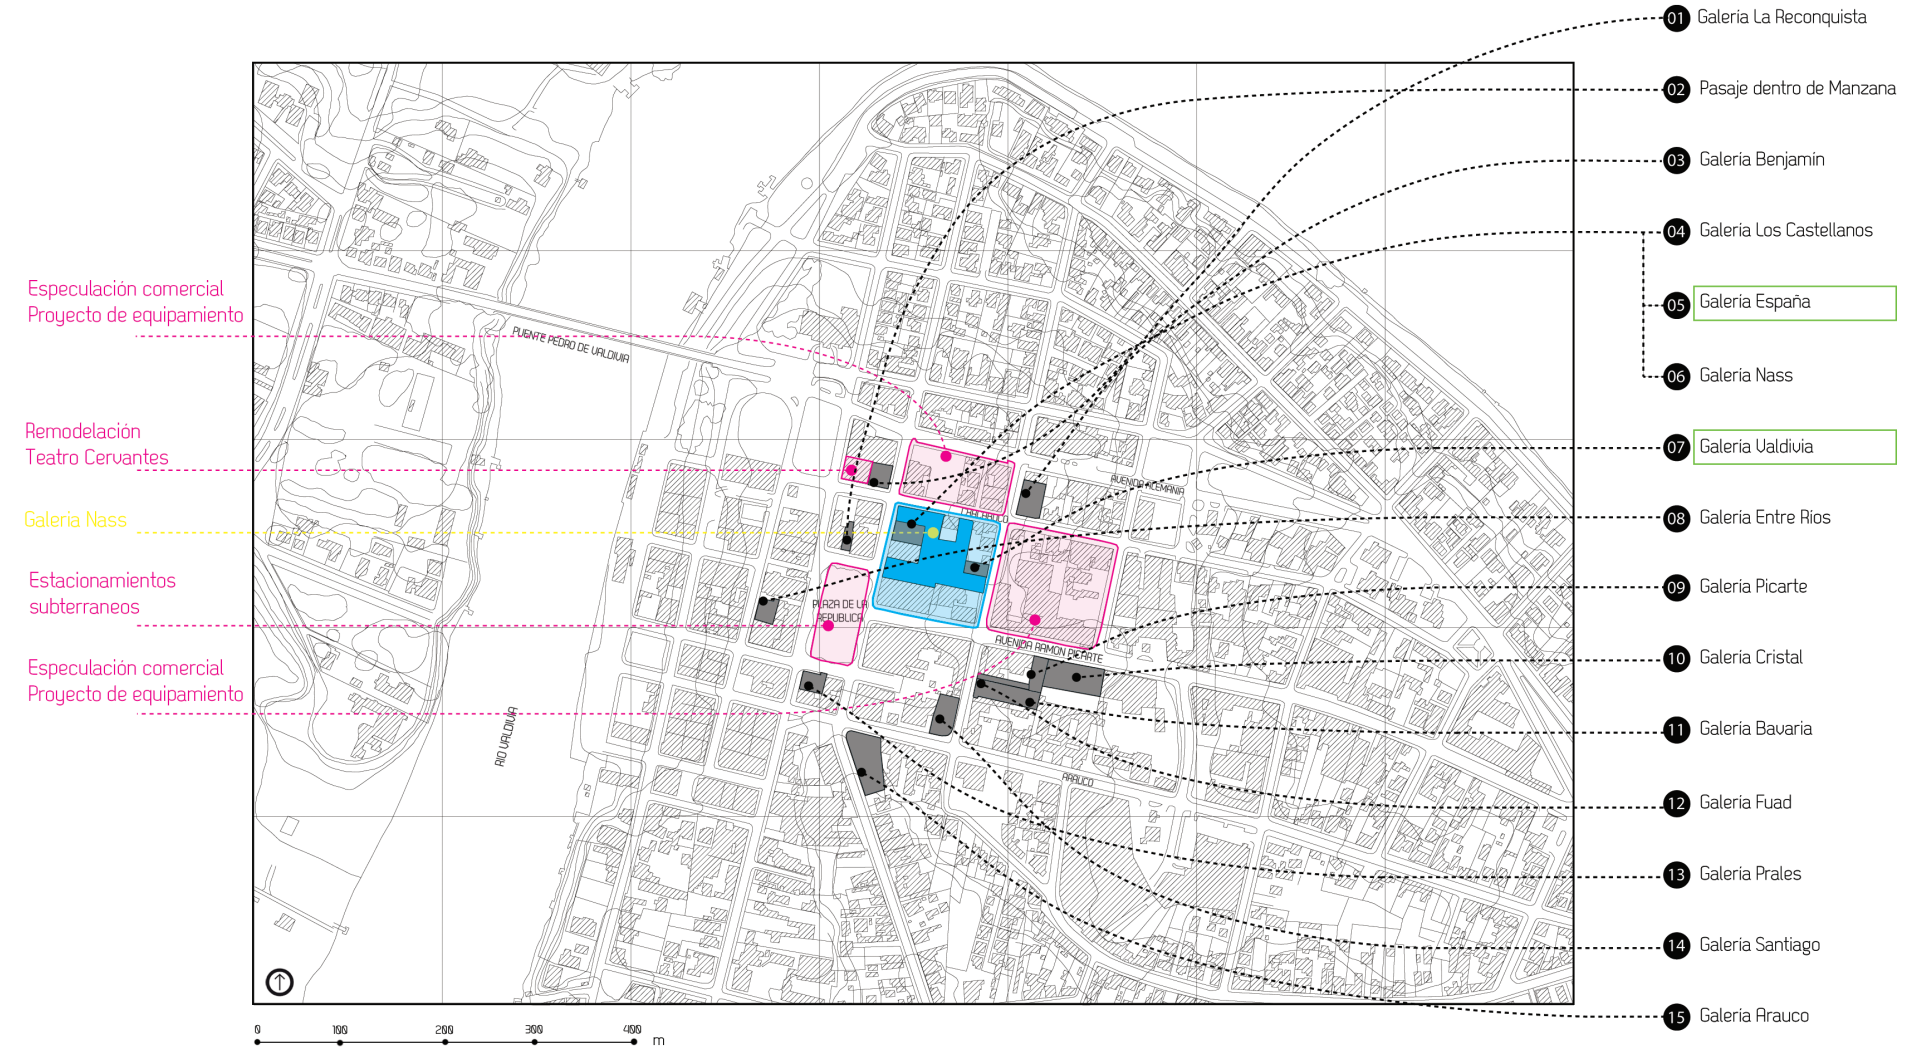 01 Galeria La Reconquista
02 Pasaje dentro de Manzana
03 Galeria Benjamin
04 Galeria Los Castellanos
05 Galeria España
06 Galeria Nass
07 Galeria Valdivia
08 Galeria Entre Rios
09 Galeria Picarte
10 Galeria Cristal
11 Galeria Bavaria
12 Galeria Fuad
13 Galeria Prales
14 Galeria Santiago
15 Galeria Arauco
Especulación comercial
Proyecto de equipamiento
Remodelación
Teatro Cervantes
Galeria Nass
Estacionamientos
subterraneos
Especulación comercial
Proyecto de equipamiento
PUENTE PEDRO DE VALDIVIA
AVENIDA ALEMANIA
PLAZA DE LA
REPUBLICA
AVENIDA RAMON PICARTE
RIO VALDIVIA
ARAUCO
0 100 200 300 400 m